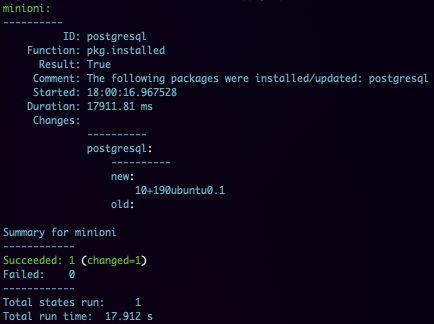 minioni:
----------
          ID: postgresql
    Function: pkg.installed
      Result: True
     Comment: The following packages were installed/updated: postgresql
     Started: 18:00:16.967528
    Duration: 17911.81 ms
     Changes:
              ----------
              postgresql:
                  ----------
                  new:
                      10+190ubuntu0.1
                  old:

Summary for minioni
------------
Succeeded: 1 (changed=1)
Failed:    0
------------
Total states run:     1
Total run time:  17.912 s